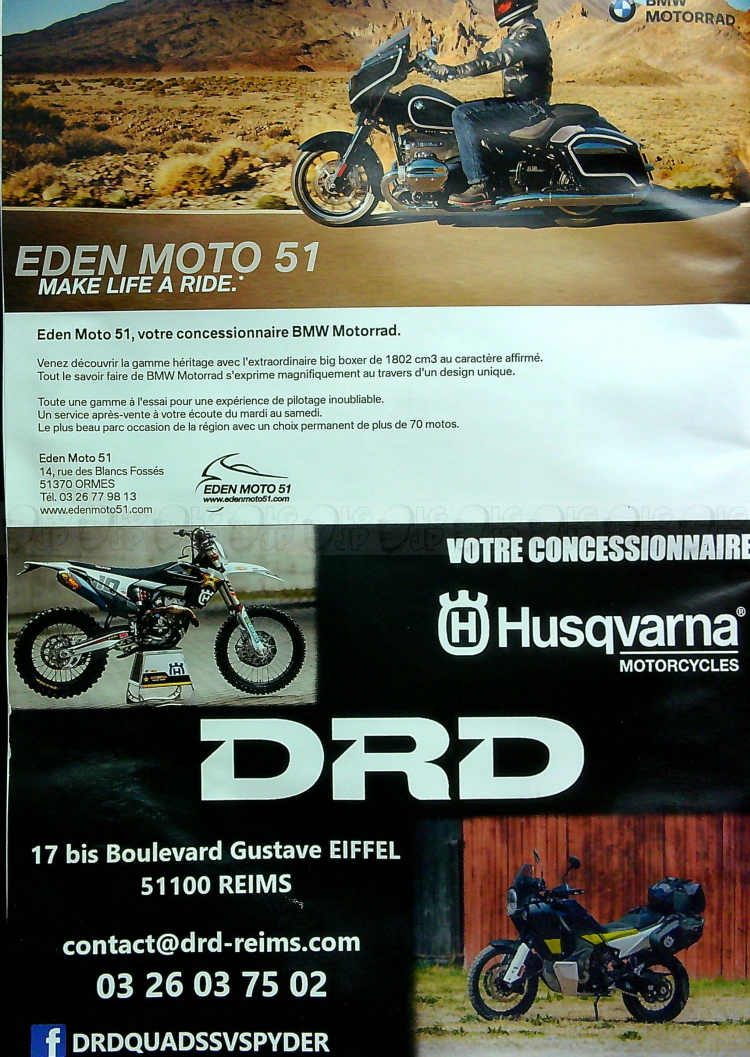 BMW
MOTORRAD
EDEN MOTO 51
MAKE LIFE A RIDE.*
Eden Moto 51, votre concessionnaire BMW Motorrad.
Venez découvrir la gamme héritage avec l'extraordinaire big boxer de 1802 cm3 au caractère affirmé.
Tout le savoir faire de BMW Motorrad s'exprime magnifiquement au travers d'un design unique.
Toute une gamme à l'essai pour une expérience de pilotage inoubliable.
Un service après-vente à votre écoute du mardi au samedi.
Le plus beau parc occasion de la région avec un choix permanent de plus de 70 motos.
Eden Moto 51
14, rue des Blancs Fossés
51370 ORMES
Tél. 03 26 77 98 13
www.edenmoto51.com
EDEN MOTO 51
www.edenmoto51.com
VOTRE CONCESSIONNAIRE
Husqvarna®
MOTORCYCLES
DRD
17 bis Boulevard Gustave EIFFEL
51100 REIMS
contact@drd-reims.com
03 26 03 75 02
f DRDQUADSSVSPYDER